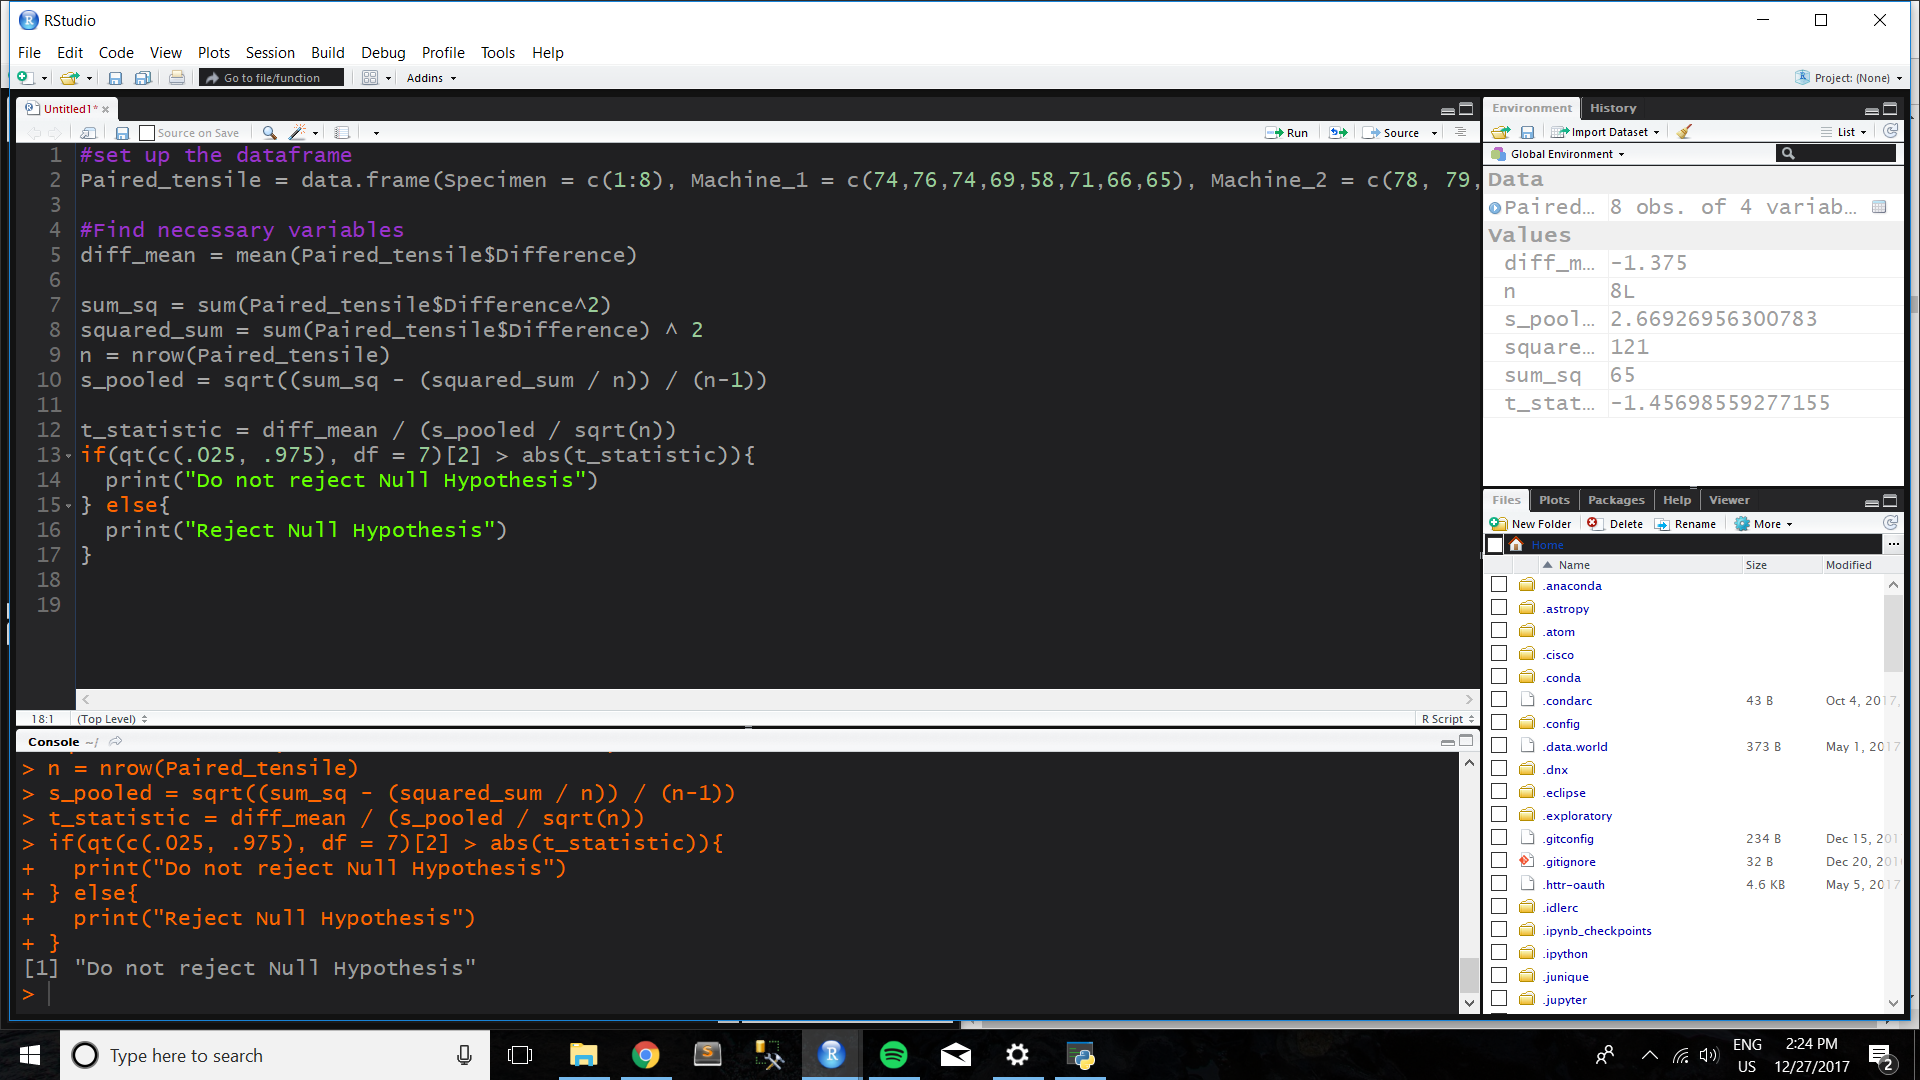 RStudio
File Edit Code View Plots Session Build Debug Profile Tools Help
Go to file/function Addins Project: (None)
Untitled1*
Source on Save Run Source
1 #set up the dataframe
2 Paired_tensile = data.frame(Specimen = c(1:8), Machine_1 = c(74,76,74,69,58,71,66,65), Machine_2 = c(78, 79,
3
4 #Find necessary variables
5 diff_mean = mean(Paired_tensile$Difference)
6
7 sum_sq = sum(Paired_tensile$Difference^2)
8 squared_sum = sum(Paired_tensile$Difference) ^ 2
9 n = nrow(Paired_tensile)
10 s_pooled = sqrt((sum_sq - (squared_sum / n)) / (n-1))
11
12 t_statistic = diff_mean / (s_pooled / sqrt(n))
13 if(qt(c(.025, .975), df = 7)[2] > abs(t_statistic)){
14 print("Do not reject Null Hypothesis")
15 } else{
16 print("Reject Null Hypothesis")
17 }
18
19
18:1 (Top Level) R Script
Console ~/
> n = nrow(Paired_tensile)
> s_pooled = sqrt((sum_sq - (squared_sum / n)) / (n-1))
> t_statistic = diff_mean / (s_pooled / sqrt(n))
> if(qt(c(.025, .975), df = 7)[2] > abs(t_statistic)){
+ print("Do not reject Null Hypothesis")
+ } else{
+ print("Reject Null Hypothesis")
+ }
[1] "Do not reject Null Hypothesis"
>
Environment History
Import Dataset List
Global Environment
Data
Paired... 8 obs. of 4 variab...
Values
diff_m... -1.375
n 8L
s_pool... 2.66926956300783
square... 121
sum_sq 65
t_stat... -1.45698559277155
Files Plots Packages Help Viewer
New Folder Delete Rename More
Home ...
Name Size Modified
.anaconda
.astropy
.atom
.cisco
.conda
.condarc 43 B Oct 4, 2017,
.config
.data.world 373 B May 1, 2017
.dnx
.eclipse
.exploratory
.gitconfig 234 B Dec 15, 201
.gitignore 32 B Dec 20, 201
.httr-oauth 4.6 KB May 5, 2017
.idlerc
.ipynb_checkpoints
.ipython
.junique
.jupyter
Type here to search
ENG US
2:24 PM
12/27/2017
2